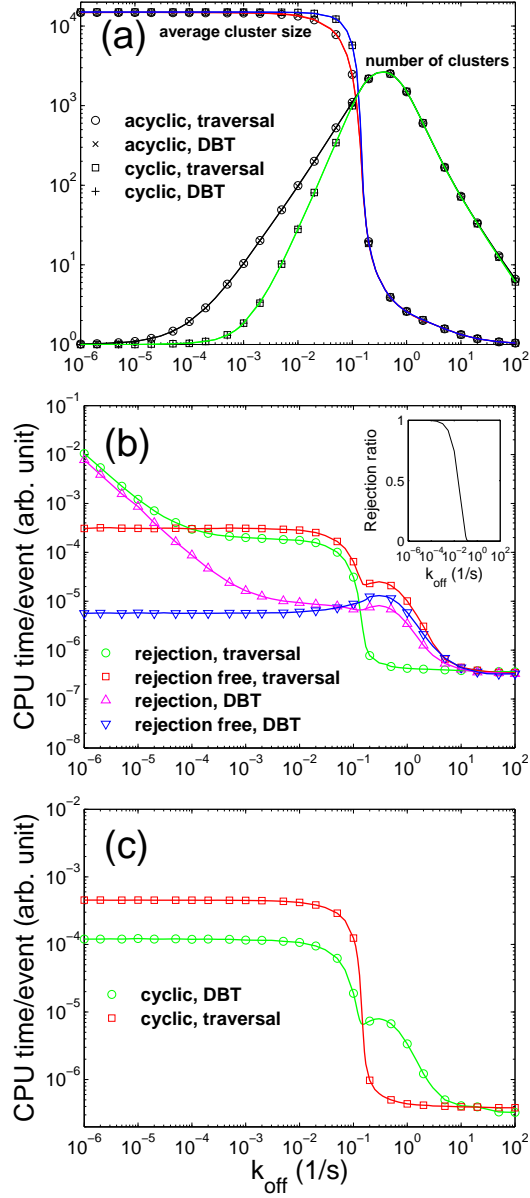 (a)
average cluster size
number of clusters
acyclic, traversal
acyclic, DBT
cyclic, traversal
cyclic, DBT
10^4
10^3
10^2
10^1
10^0
10^-6 10^-5 10^-4 10^-3 10^-2 10^-1 10^0 10^1 10^2
(b)
CPU time/event (arb. unit)
10^-1
10^-2
10^-3
10^-4
10^-5
10^-6
10^-7
10^-8
Rejection ratio
1
0.5
0
10^-6 10^-4 10^-2 10^0 10^2
k_off (1/s)
rejection, traversal
rejection free, traversal
rejection, DBT
rejection free, DBT
10^-6 10^-5 10^-4 10^-3 10^-2 10^-1 10^0 10^1 10^2
(c)
CPU time/event (arb. unit)
10^-2
10^-3
10^-4
10^-5
10^-6
cyclic, DBT
cyclic, traversal
10^-6 10^-5 10^-4 10^-3 10^-2 10^-1 10^0 10^1 10^2
k_off (1/s)